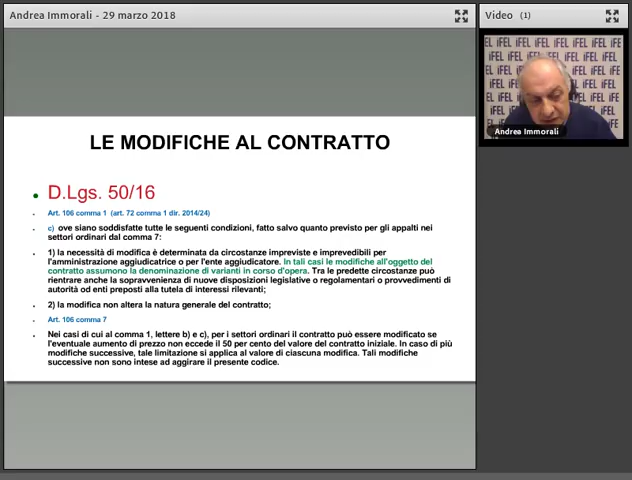 Andrea Immorali - 29 marzo 2018
Video (1)
EL iFEL iFEL iFEL iFEL iFE
Andrea Immorali
LE MODIFICHE AL CONTRATTO
D.Lgs. 50/16
Art. 106 comma 1 (art. 72 comma 1 dir. 2014/24)
c) ove siano soddisfatte tutte le seguenti condizioni, fatto salvo quanto previsto per gli appalti nei
settori ordinari dal comma 7:
1) la necessità di modifica è determinata da circostanze impreviste e imprevedibili per
l'amministrazione aggiudicatrice o per l'ente aggiudicatore. In tali casi le modifiche all'oggetto del
contratto assumono la denominazione di varianti in corso d'opera. Tra le predette circostanze può
rientrare anche la sopravvenienza di nuove disposizioni legislative o regolamentari o provvedimenti di
autorità od enti preposti alla tutela di interessi rilevanti;
2) la modifica non altera la natura generale del contratto;
Art. 106 comma 7
Nei casi di cui al comma 1, lettere b) e c), per i settori ordinari il contratto può essere modificato se
l'eventuale aumento di prezzo non eccede il 50 per cento del valore del contratto iniziale. In caso di più
modifiche successive, tale limitazione si applica al valore di ciascuna modifica. Tali modifiche
successive non sono intese ad aggirare il presente codice.